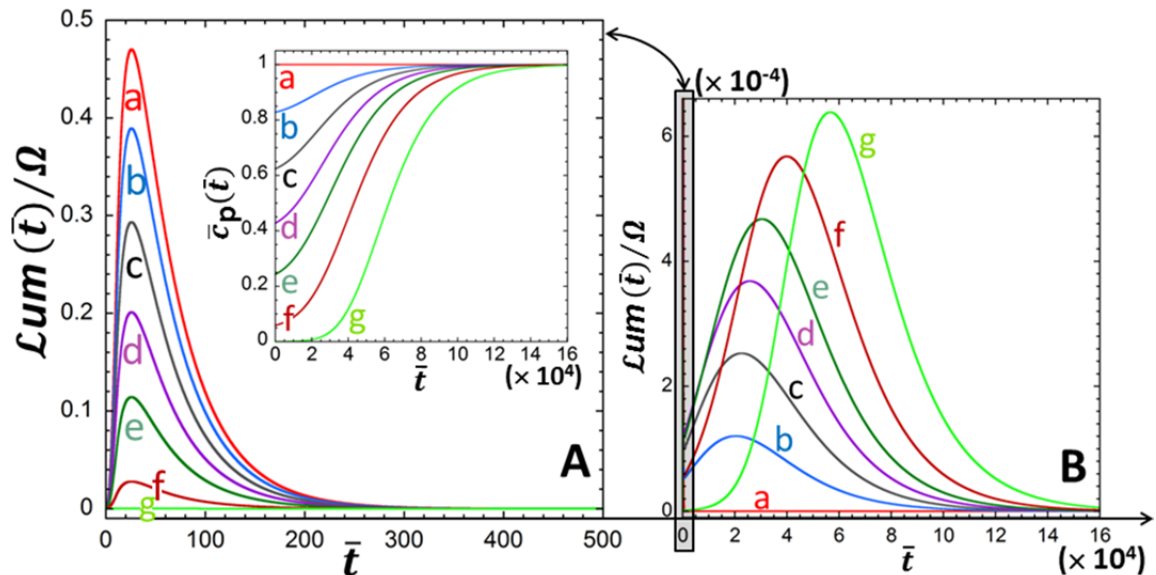 0.5
0.4
0.3
0.2
0.1
0
ℒum(t̄)/Ω
0 100 200 300 400 500
t̄
a
b
c
d
e
f
g
A
1
0.8
0.6
0.4
0.2
0
c̄p(t̄)
a
b
c
d
e
f
g
0 2 4 6 8 10 12 14 16
t̄
(× 10⁴)
(× 10⁻⁴)
6
4
2
0
ℒum(t̄)/Ω
g
f
e
d
c
b
a
B
0 2 4 6 8 10 12 14 16
t̄
(× 10⁴)